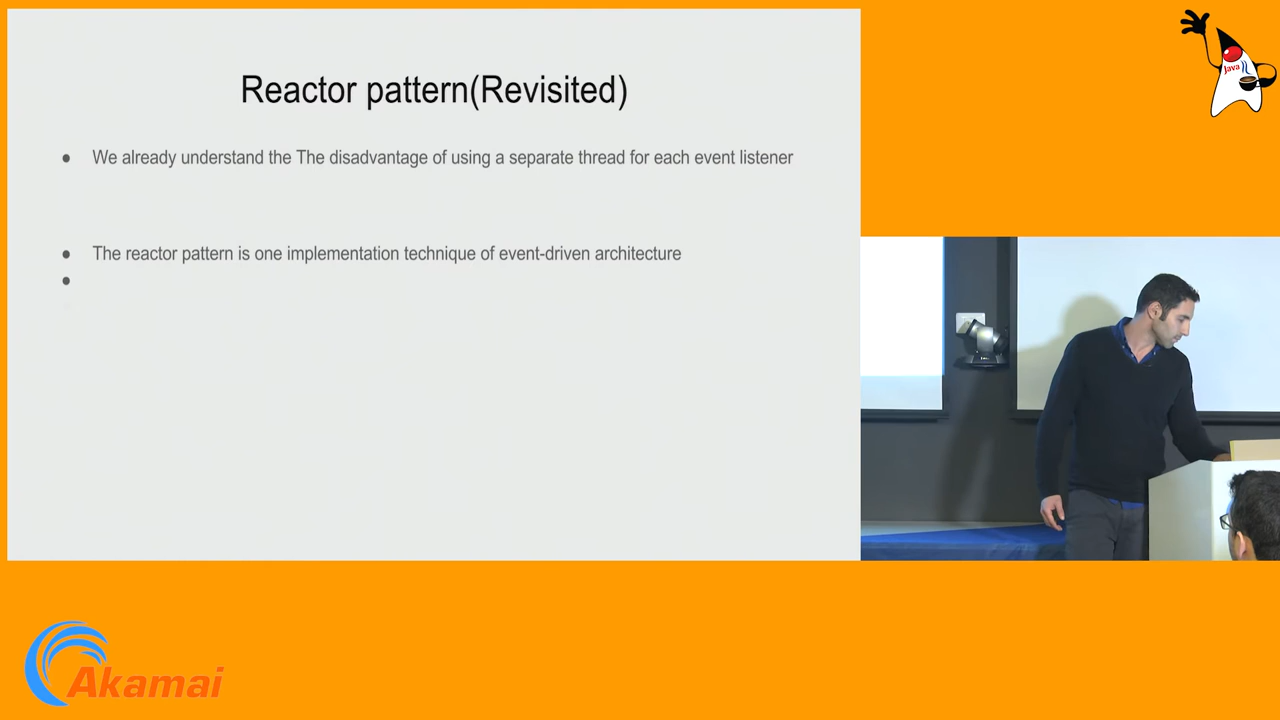 Reactor pattern(Revisited)
● We already understand the The disadvantage of using a separate thread for each event listener
● The reactor pattern is one implementation technique of event-driven architecture
●
Java
Akamai